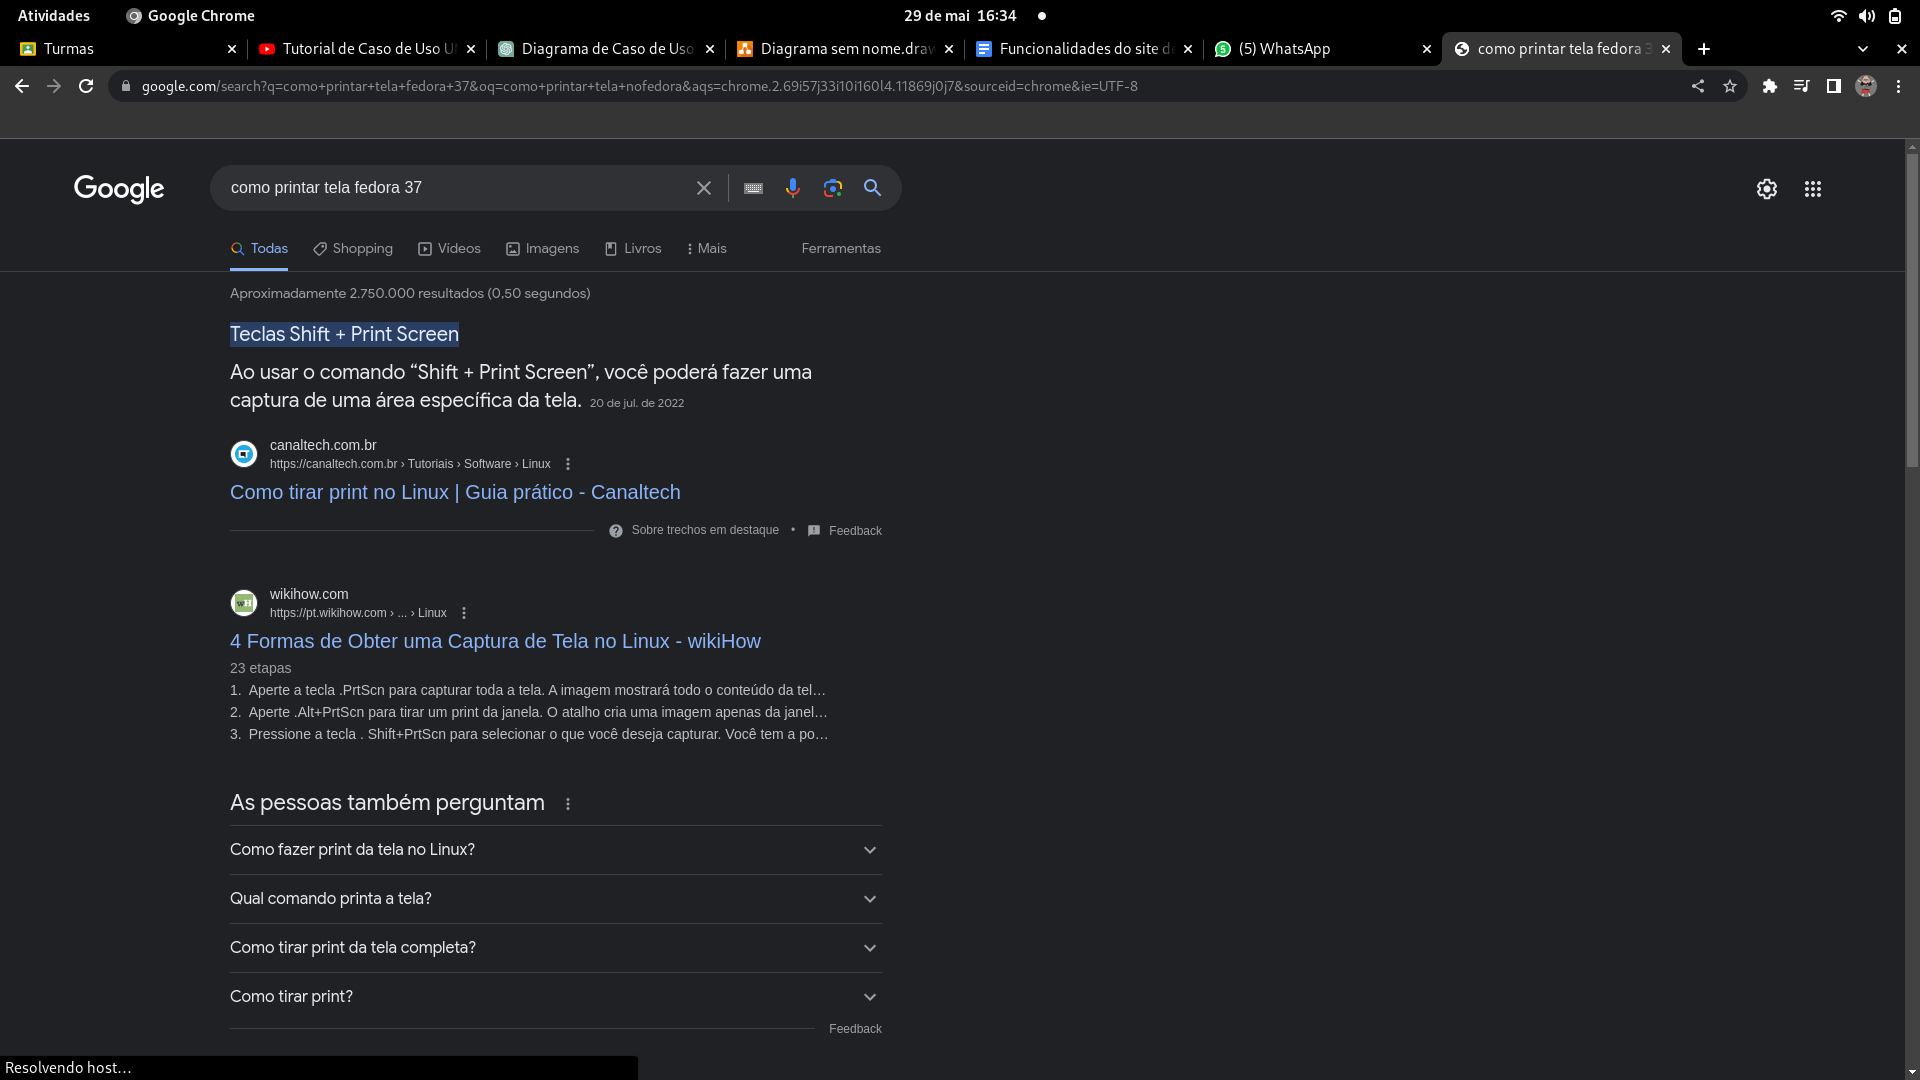 Atividades Google Chrome 29 de mai 16:34
Turmas Tutorial de Caso de Uso U Diagrama de Caso de Uso Diagrama sem nome.draw Funcionalidades do site de (5) WhatsApp como printar tela fedora 3
google.com/search?q=como+printar+tela+fedora+37&oq=como+printar+tela+nofedora&aqs=chrome.2.69i57j33i10i160l4.11869j0j7&sourceid=chrome&ie=UTF-8
Google como printar tela fedora 37
Todas Shopping Vídeos Imagens Livros Mais Ferramentas
Aproximadamente 2.750.000 resultados (0,50 segundos)
Teclas Shift + Print Screen
Ao usar o comando “Shift + Print Screen”, você poderá fazer uma
captura de uma área específica da tela. 20 de jul. de 2022
canaltech.com.br
https://canaltech.com.br › Tutoriais › Software › Linux
Como tirar print no Linux | Guia prático - Canaltech
Sobre trechos em destaque • Feedback
wikihow.com
https://pt.wikihow.com › ... › Linux
4 Formas de Obter uma Captura de Tela no Linux - wikiHow
23 etapas
1. Aperte a tecla .PrtScn para capturar toda a tela. A imagem mostrará todo o conteúdo da tel…
2. Aperte .Alt+PrtScn para tirar um print da janela. O atalho cria uma imagem apenas da janel…
3. Pressione a tecla . Shift+PrtScn para selecionar o que você deseja capturar. Você tem a po…
As pessoas também perguntam
Como fazer print da tela no Linux?
Qual comando printa a tela?
Como tirar print da tela completa?
Como tirar print?
Feedback
Resolvendo host…